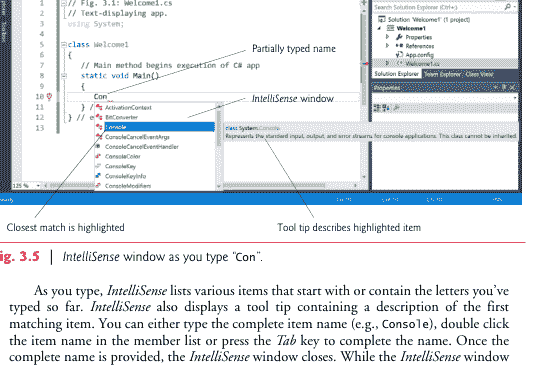 1 // Fig. 3.1: Welcome1.cs
2 // Text-displaying app.
3 using System;
4
5 class Welcome1
6 {
7 // Main method begins execution of C# app
8 static void Main()
9 {
10 Con
11 } /
12 } // e
13
Partially typed name
IntelliSense window
ActivationContext
BitConverter
Console
ConsoleCancelEventArgs
ConsoleCancelEventHandler
ConsoleColor
ConsoleKey
ConsoleKeyInfo
ConsoleModifiers
class System.Console
Represents the standard input, output, and error streams for console applications. This class cannot be inherited.
125 %
Search Solution Explorer (Ctrl+;)
Solution 'Welcome1' (1 project)
Welcome1
Properties
References
App.config
Welcome1.cs
Solution Explorer Team Explorer Class View
Properties
Closest match is highlighted
Tool tip describes highlighted item
ig. 3.5 | IntelliSense window as you type "Con".
As you type, IntelliSense lists various items that start with or contain the letters you've
typed so far. IntelliSense also displays a tool tip containing a description of the first
matching item. You can either type the complete item name (e.g., Console), double click
the item name in the member list or press the Tab key to complete the name. Once the
complete name is provided, the IntelliSense window closes. While the IntelliSense window